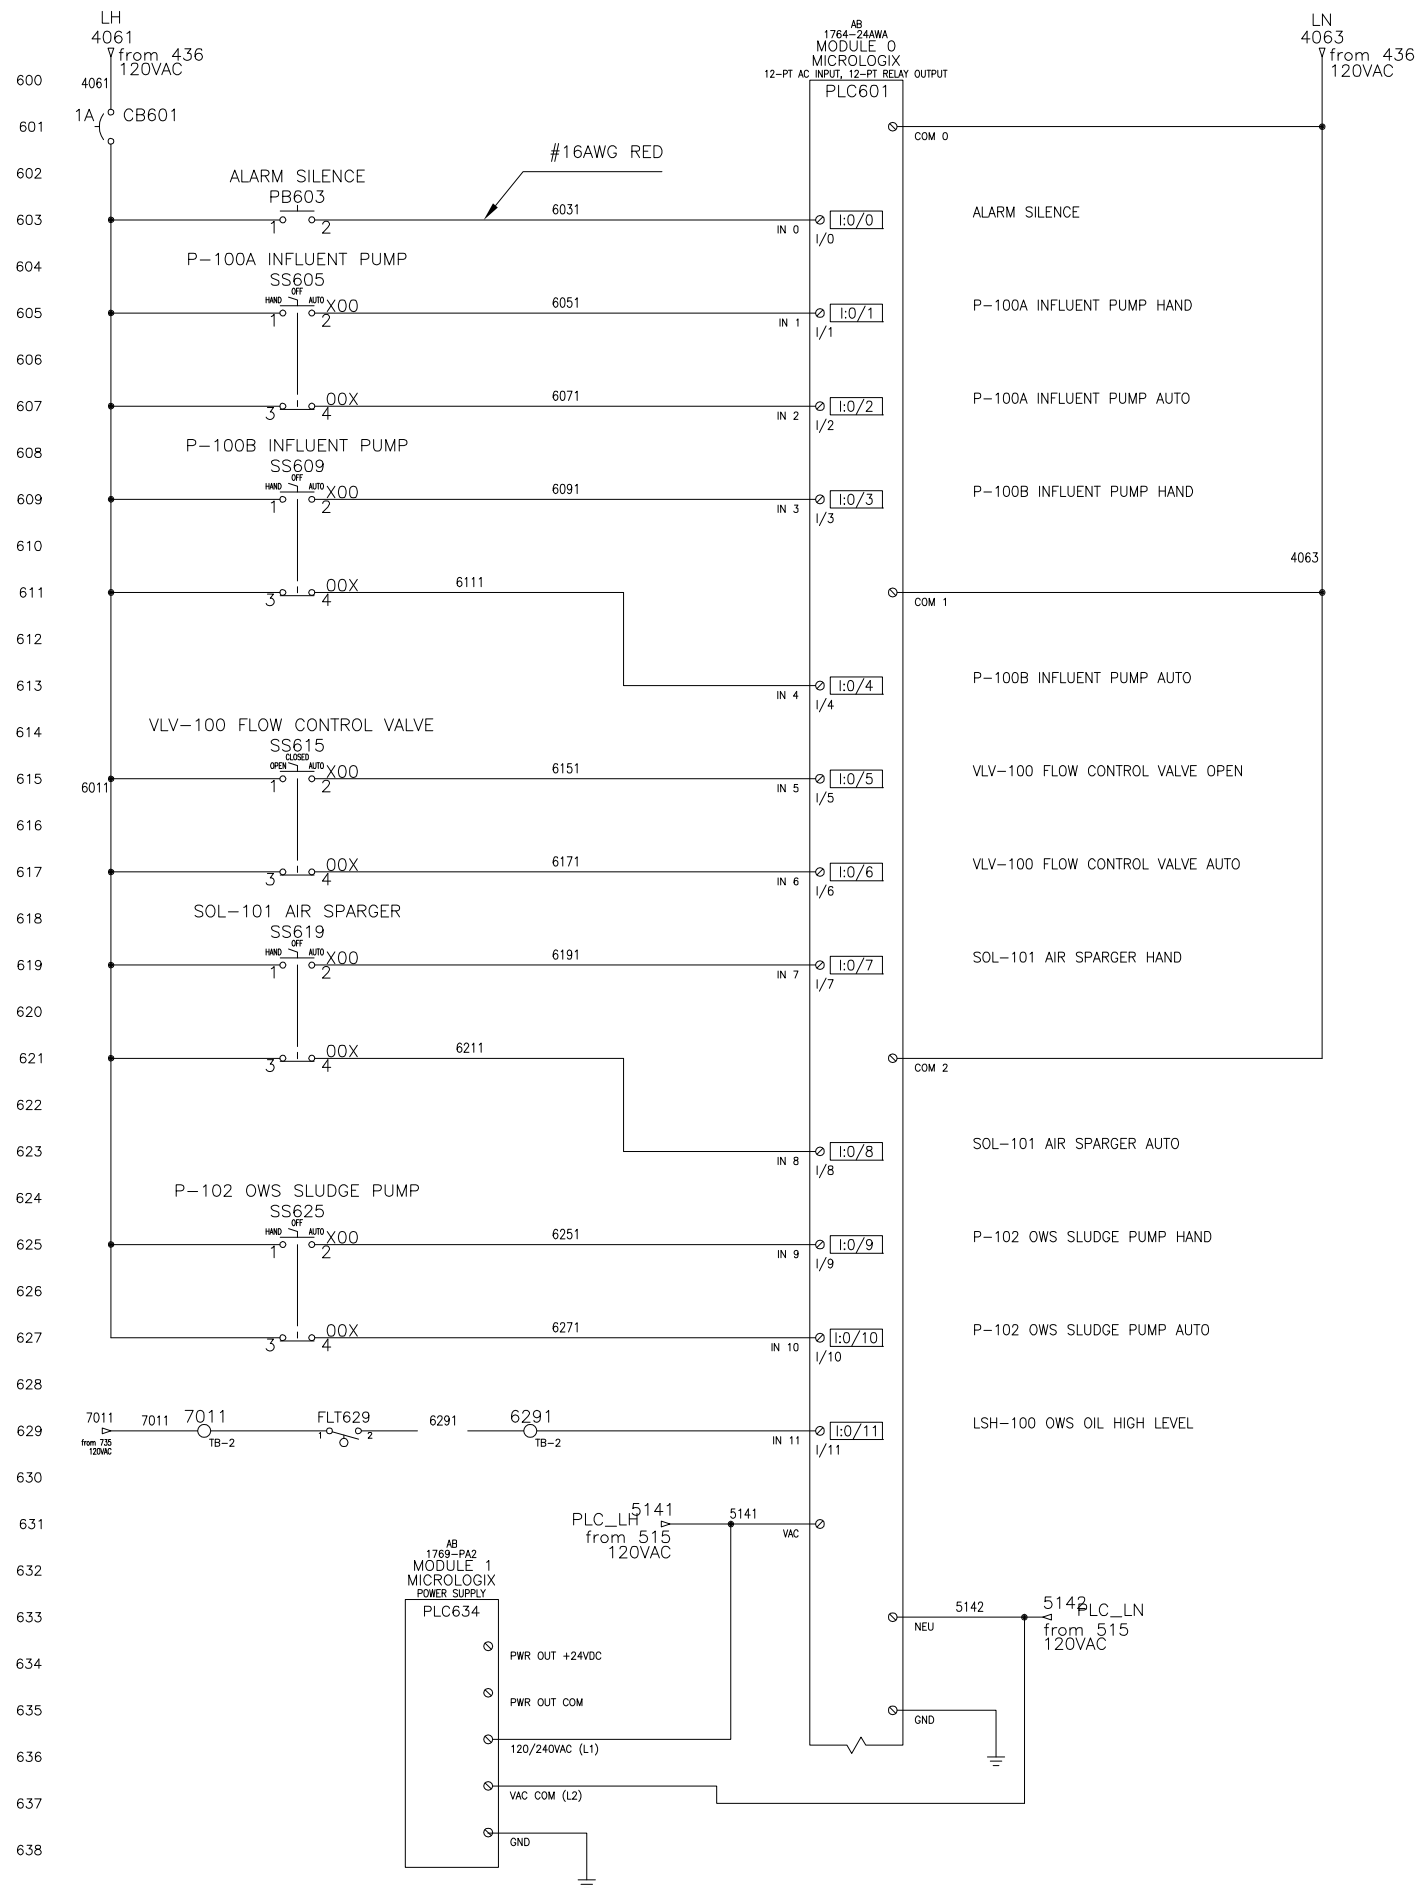 LH
4061
from 436
120VAC
AB
1764-24AWA
MODULE 0
MICROLOGIX
12-PT AC INPUT, 12-PT RELAY OUTPUT
PLC601
LN
4063
from 436
120VAC
600
4061
601
1A
CB601
COM 0
602
#16AWG RED
ALARM SILENCE
PB603
603
1
2
6031
IN 0
I:0/0
I/0
ALARM SILENCE
604
P-100A INFLUENT PUMP
SS605
OFF
HAND
AUTO
X00
605
1
2
6051
IN 1
I:0/1
I/1
P-100A INFLUENT PUMP HAND
606
607
3
4
00X
6071
IN 2
I:0/2
I/2
P-100A INFLUENT PUMP AUTO
608
P-100B INFLUENT PUMP
SS609
OFF
HAND
AUTO
X00
609
1
2
6091
IN 3
I:0/3
I/3
P-100B INFLUENT PUMP HAND
610
4063
611
3
4
00X
6111
COM 1
612
613
IN 4
I:0/4
I/4
P-100B INFLUENT PUMP AUTO
614
VLV-100 FLOW CONTROL VALVE
SS615
CLOSED
OPEN
AUTO
X00
615
6011
1
2
6151
IN 5
I:0/5
I/5
VLV-100 FLOW CONTROL VALVE OPEN
616
617
3
4
00X
6171
IN 6
I:0/6
I/6
VLV-100 FLOW CONTROL VALVE AUTO
618
SOL-101 AIR SPARGER
SS619
OFF
HAND
AUTO
X00
619
1
2
6191
IN 7
I:0/7
I/7
SOL-101 AIR SPARGER HAND
620
621
3
4
00X
6211
COM 2
622
623
IN 8
I:0/8
I/8
SOL-101 AIR SPARGER AUTO
624
P-102 OWS SLUDGE PUMP
SS625
OFF
HAND
AUTO
X00
625
1
2
6251
IN 9
I:0/9
I/9
P-102 OWS SLUDGE PUMP HAND
626
627
3
4
00X
6271
IN 10
I:0/10
I/10
P-102 OWS SLUDGE PUMP AUTO
628
629
7011
from 735
120VAC
7011
7011
TB-2
FLT629
1
2
6291
6291
TB-2
IN 11
I:0/11
I/11
LSH-100 OWS OIL HIGH LEVEL
630
631
PLC_LH
5141
from 515
120VAC
5141
VAC
632
AB
1769-PA2
MODULE 1
MICROLOGIX
POWER SUPPLY
PLC634
633
NEU
5142
5142
PLC_LN
from 515
120VAC
634
PWR OUT +24VDC
635
PWR OUT COM
GND
636
120/240VAC (L1)
637
VAC COM (L2)
638
GND